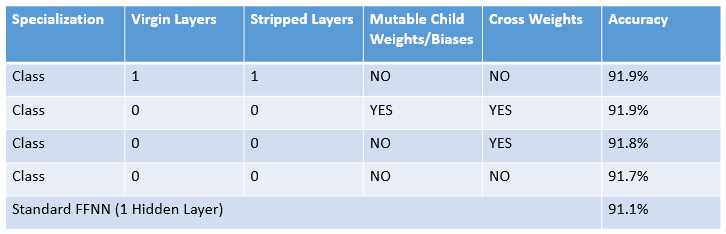 Specialization Virgin Layers Stripped Layers Mutable Child Cross Weights Accuracy
Weights/Biases
Class 1 1 NO NO 91.9%
Class 0 0 YES YES 91.9%
Class 0 0 NO YES 91.8%
Class 0 0 NO NO 91.7%
Standard FFNN (1 Hidden Layer) 91.1%